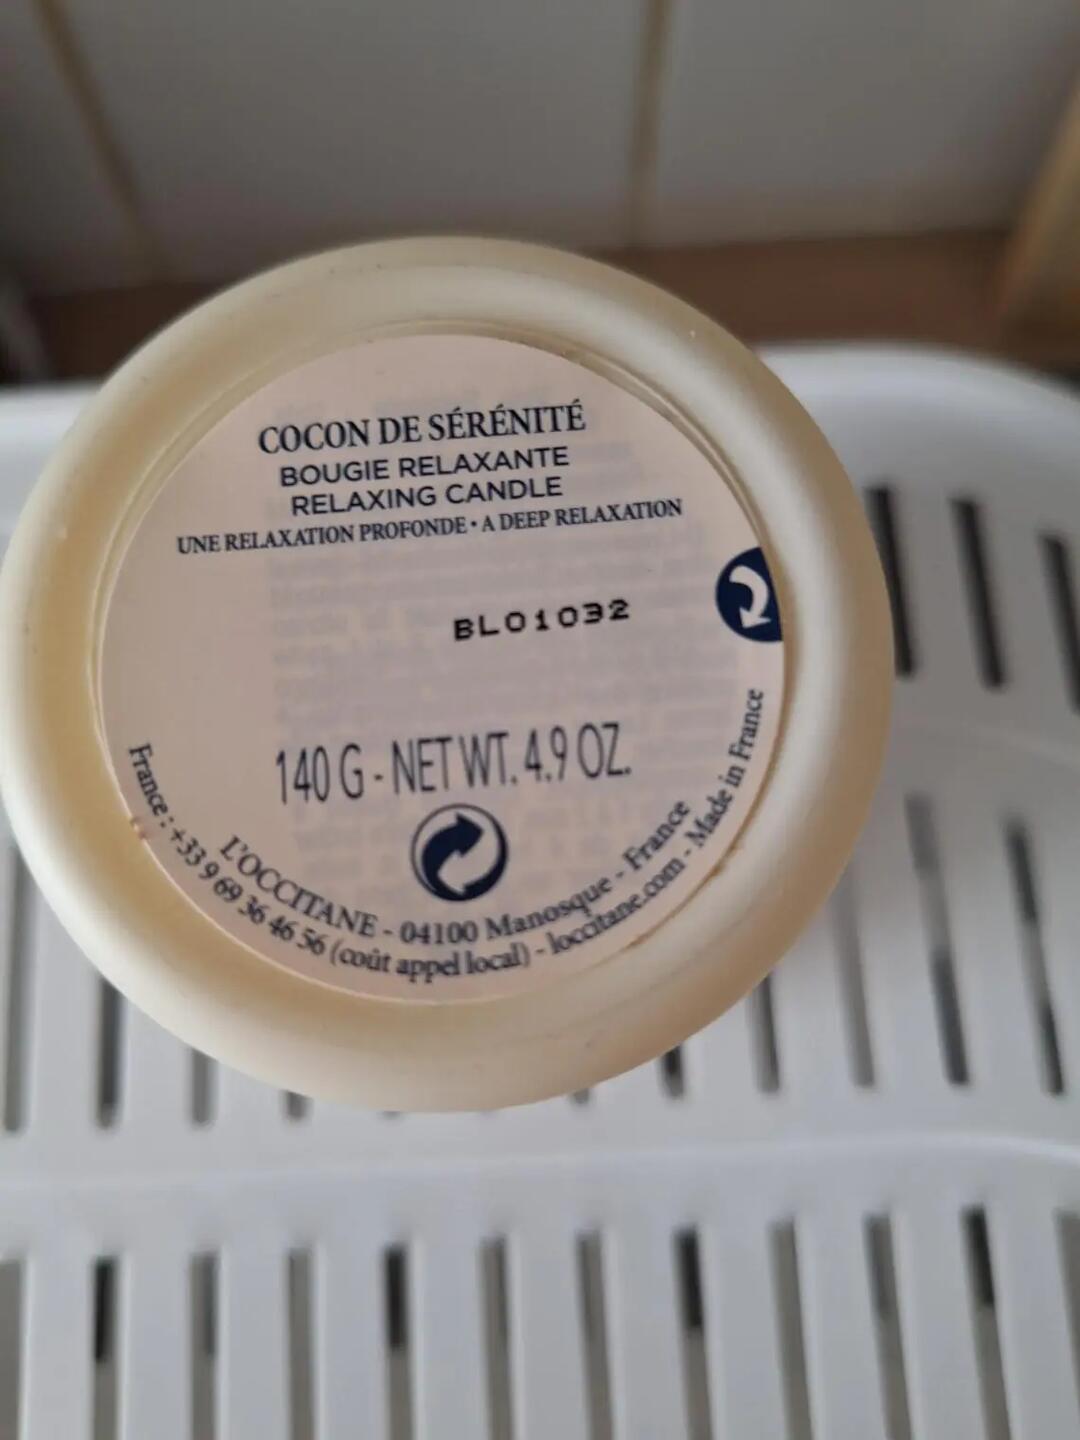 COCON DE SÉRÉNITÉ
BOUGIE RELAXANTE
RELAXING CANDLE
UNE RELAXATION PROFONDE • A DEEP RELAXATION
BL01032
140 G - NET WT. 4.9 OZ.
L'OCCITANE - 04100 Manosque - France
France : +33 9 69 36 46 56 (coût appel local) - loccitane.com - Made in France